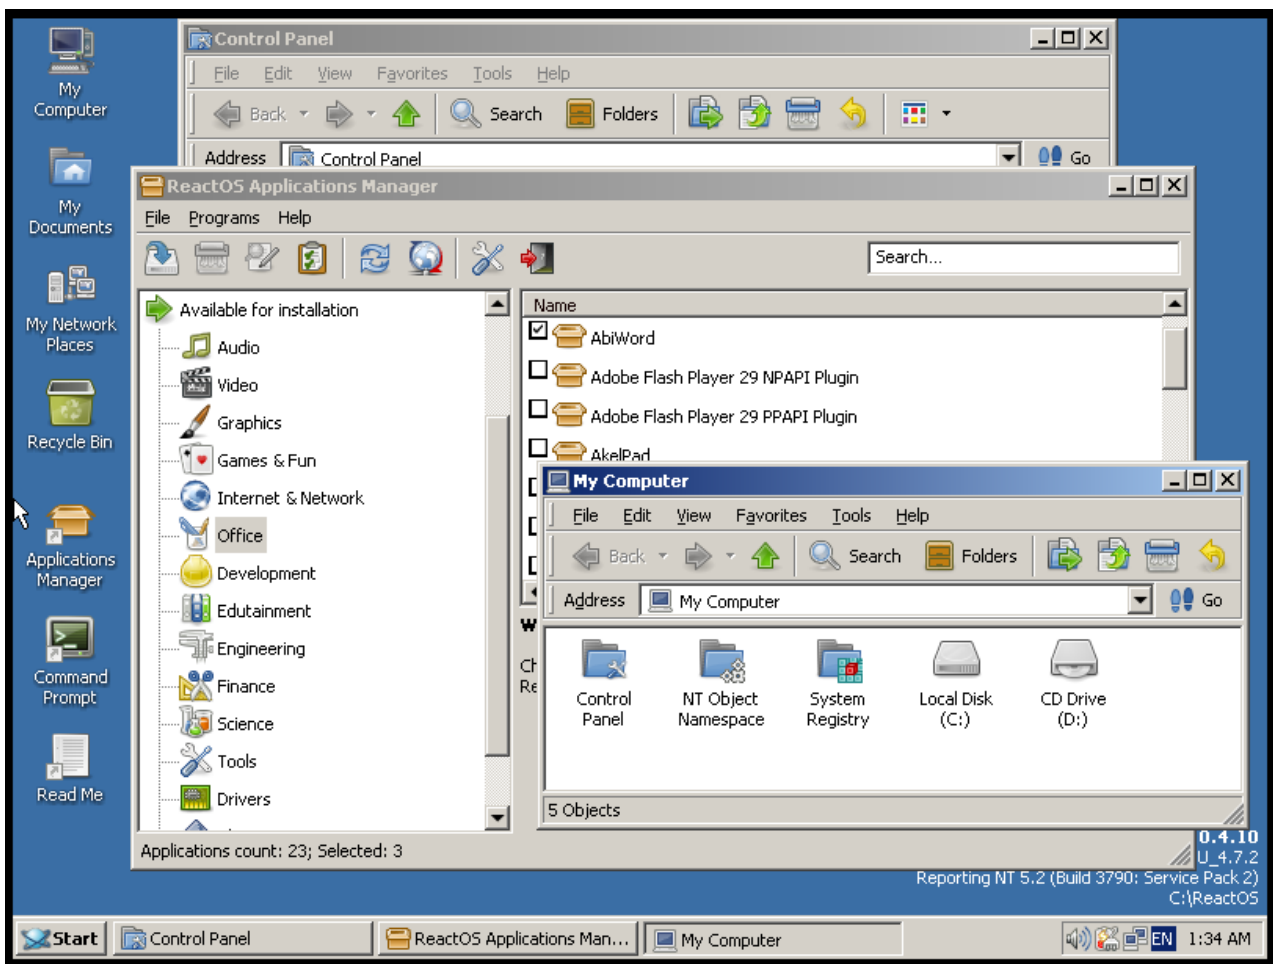 My
Computer
My
Documents
My Network
Places
Recycle Bin
Applications
Manager
Command
Prompt
Read Me
Control Panel
File Edit View Favorites Tools Help
Back Search Folders
Address Control Panel Go
ReactOS Applications Manager
File Programs Help
Search...
Available for installation
Audio
Video
Graphics
Games & Fun
Internet & Network
Office
Development
Edutainment
Engineering
Finance
Science
Tools
Drivers
Name
AbiWord
Adobe Flash Player 29 NPAPI Plugin
Adobe Flash Player 29 PPAPI Plugin
AkelPad
Applications count: 23; Selected: 3
My Computer
File Edit View Favorites Tools Help
Back Search Folders
Address My Computer Go
Control
Panel
NT Object
Namespace
System
Registry
Local Disk
(C:)
CD Drive
(D:)
5 Objects
0.4.10
U_4.7.2
Reporting NT 5.2 (Build 3790: Service Pack 2)
C:\ReactOS
Start Control Panel ReactOS Applications Man... My Computer EN 1:34 AM